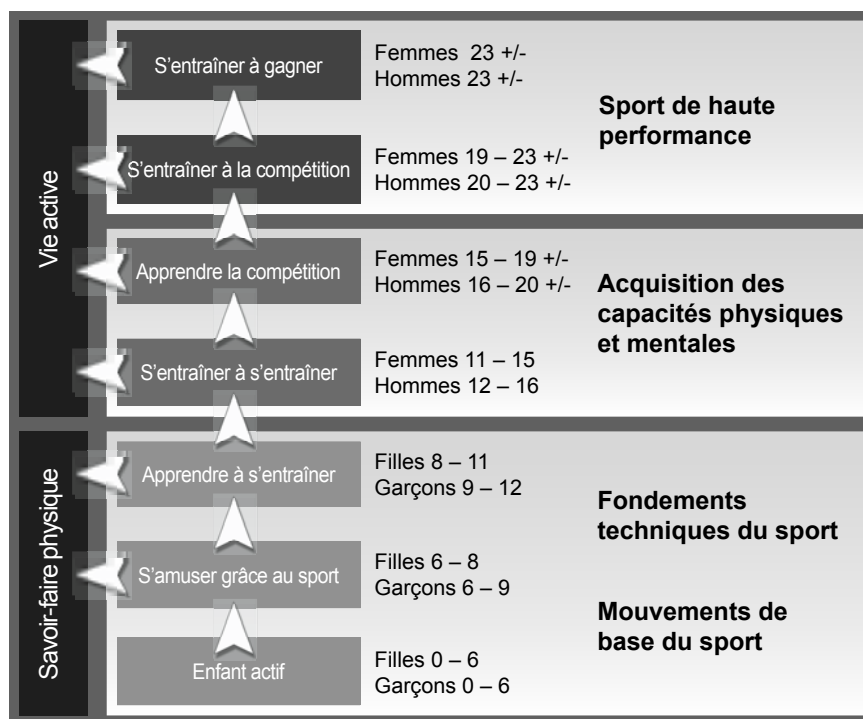 Vie active
S’entraîner à gagner
Femmes 23 +/-
Hommes 23 +/-
Sport de haute
performance
S’entraîner à la compétition
Femmes 19 – 23 +/-
Hommes 20 – 23 +/-
Apprendre la compétition
Femmes 15 – 19 +/-
Hommes 16 – 20 +/-
Acquisition des
capacités physiques
et mentales
S’entraîner à s’entraîner
Femmes 11 – 15
Hommes 12 – 16
Savoir-faire physique
Apprendre à s’entraîner
Filles 8 – 11
Garçons 9 – 12
Fondements
techniques du sport
S’amuser grâce au sport
Filles 6 – 8
Garçons 6 – 9
Mouvements de
base du sport
Enfant actif
Filles 0 – 6
Garçons 0 – 6